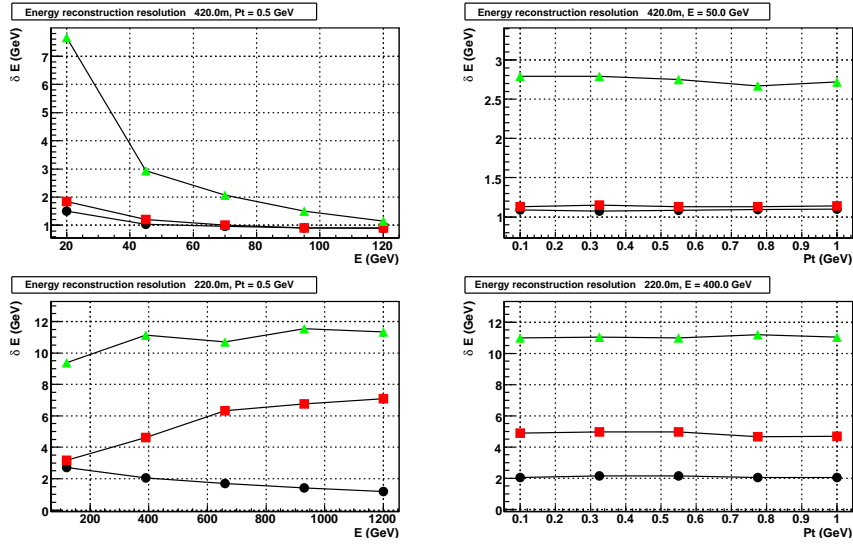 Energy reconstruction resolution 420.0m, Pt = 0.5 GeV
δ E (GeV)
7
6
5
4
3
2
1
20 40 60 80 100 120
E (GeV)
Energy reconstruction resolution 420.0m, E = 50.0 GeV
δ E (GeV)
3
2.5
2
1.5
1
0.1 0.2 0.3 0.4 0.5 0.6 0.7 0.8 0.9 1
Pt (GeV)
Energy reconstruction resolution 220.0m, Pt = 0.5 GeV
δ E (GeV)
12
10
8
6
4
2
0
200 400 600 800 1000 1200
E (GeV)
Energy reconstruction resolution 220.0m, E = 400.0 GeV
δ E (GeV)
12
10
8
6
4
2
0
0.1 0.2 0.3 0.4 0.5 0.6 0.7 0.8 0.9 1
Pt (GeV)